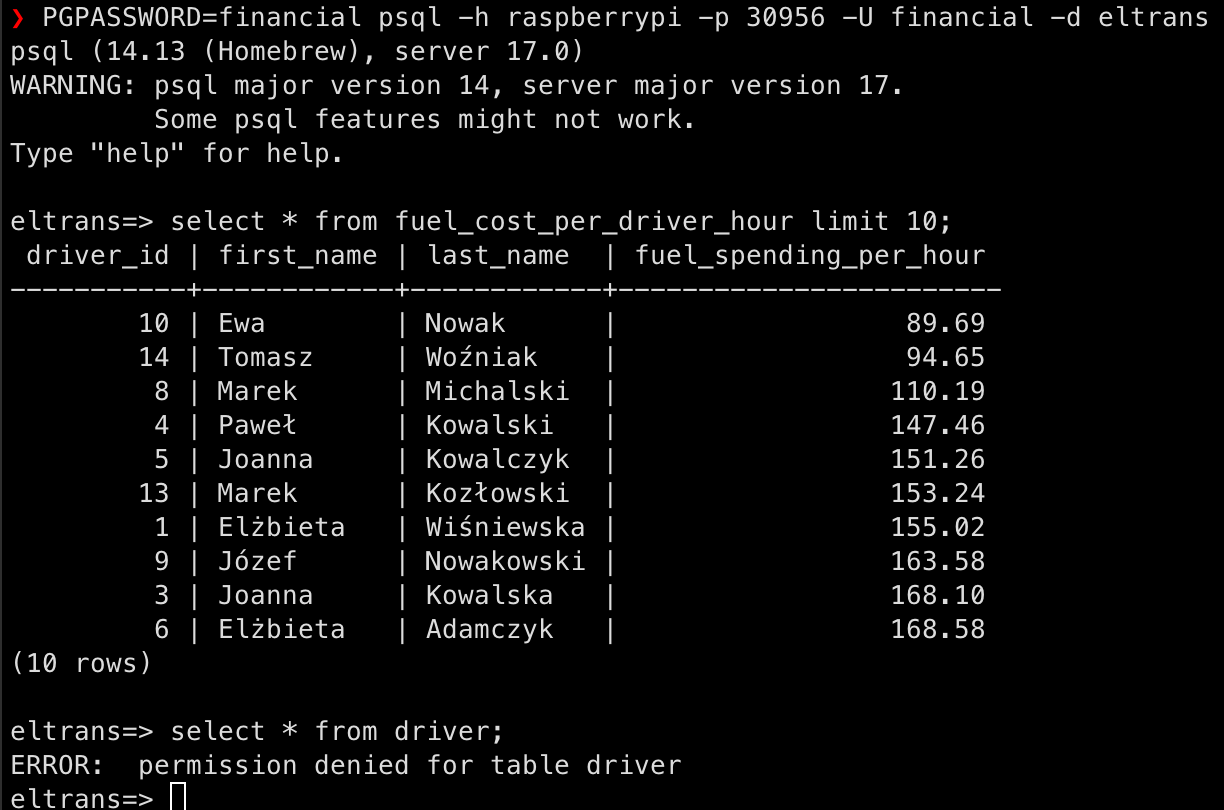 ❯ PGPASSWORD=financial psql -h raspberrypi -p 30956 -U financial -d eltrans
psql (14.13 (Homebrew), server 17.0)
WARNING: psql major version 14, server major version 17.
         Some psql features might not work.
Type "help" for help.

eltrans=> select * from fuel_cost_per_driver_hour limit 10;
 driver_id | first_name | last_name  | fuel_spending_per_hour
-----------+------------+------------+------------------------
        10 | Ewa        | Nowak      |                  89.69
        14 | Tomasz     | Woźniak    |                  94.65
         8 | Marek      | Michalski  |                 110.19
         4 | Paweł      | Kowalski   |                 147.46
         5 | Joanna     | Kowalczyk  |                 151.26
        13 | Marek      | Kozłowski  |                 153.24
         1 | Elżbieta   | Wiśniewska |                 155.02
         9 | Józef      | Nowakowski |                 163.58
         3 | Joanna     | Kowalska   |                 168.10
         6 | Elżbieta   | Adamczyk   |                 168.58
(10 rows)

eltrans=> select * from driver;
ERROR:  permission denied for table driver
eltrans=>